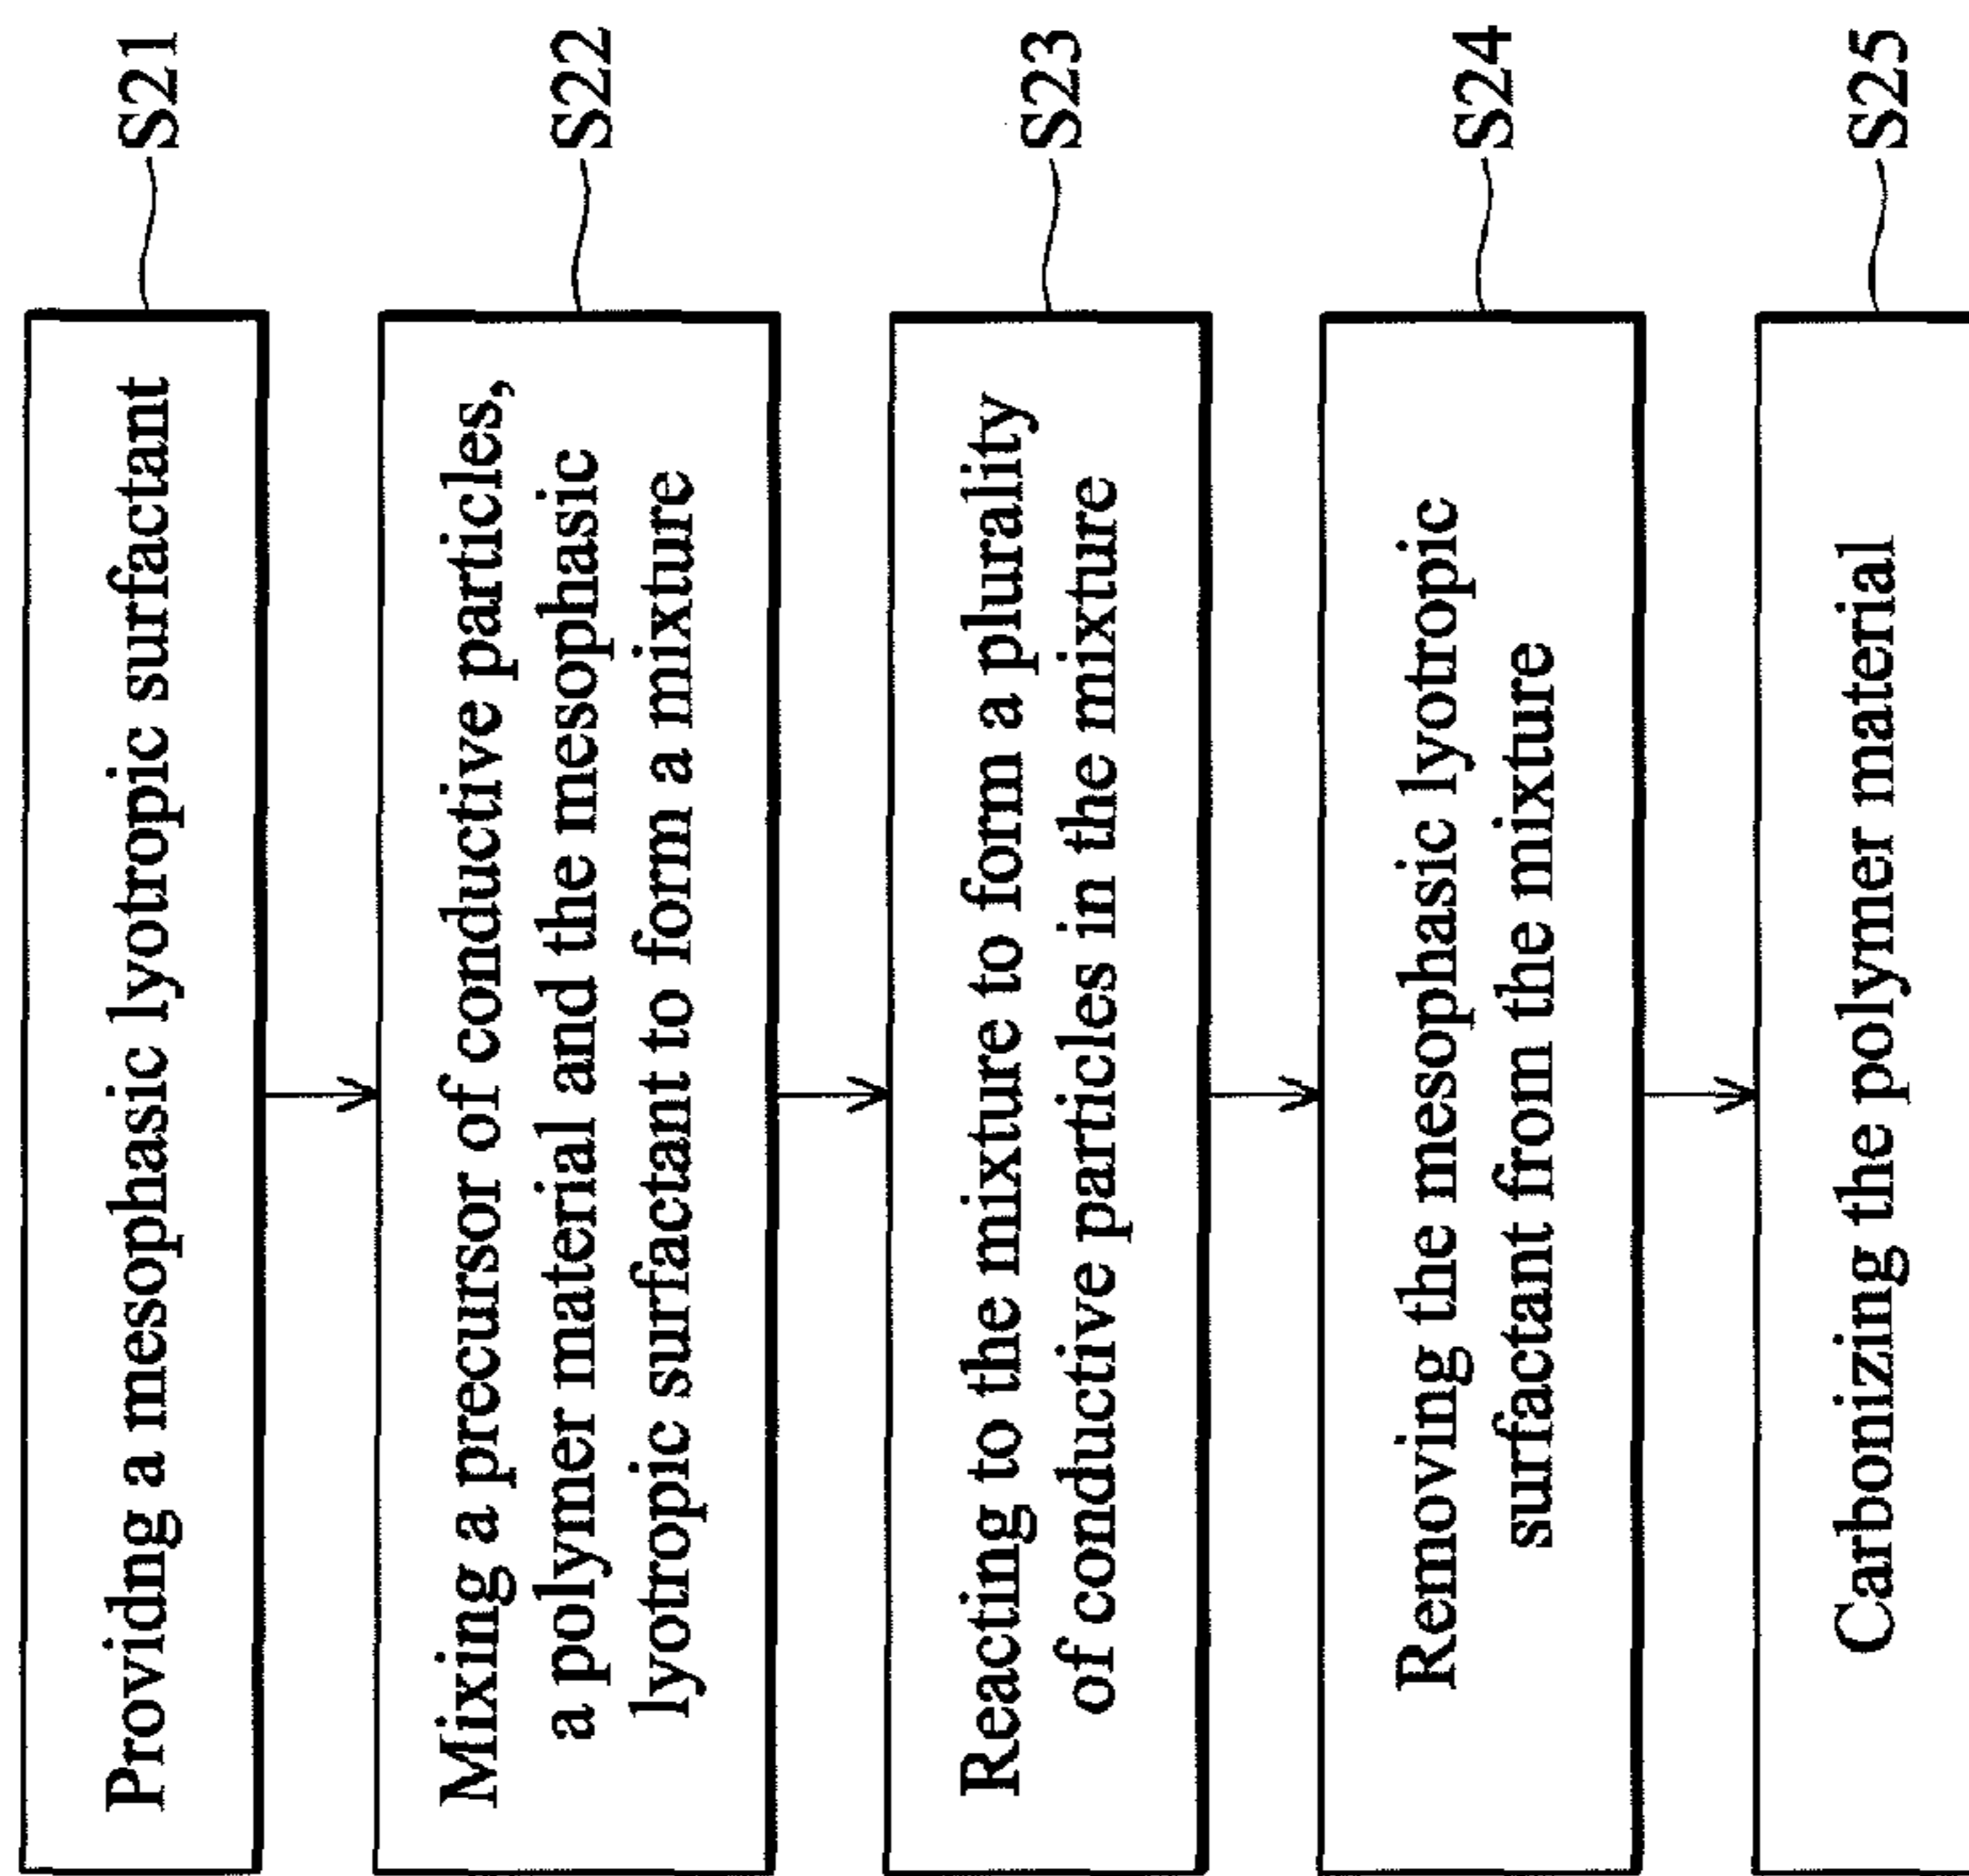 Providng a mesophasic lyotropic surfactant
S21
Mixing a precursor of conductive particles,
a polymer material and the mesophasic
lyotropic surfactant to form a mixture
S22
Reacting to the mixture to form a plurality
of conductive particles in the mixture
S23
Removing the mesophasic lyotropic
surfactant from the mixture
S24
Carbonizing the polymer material
S25